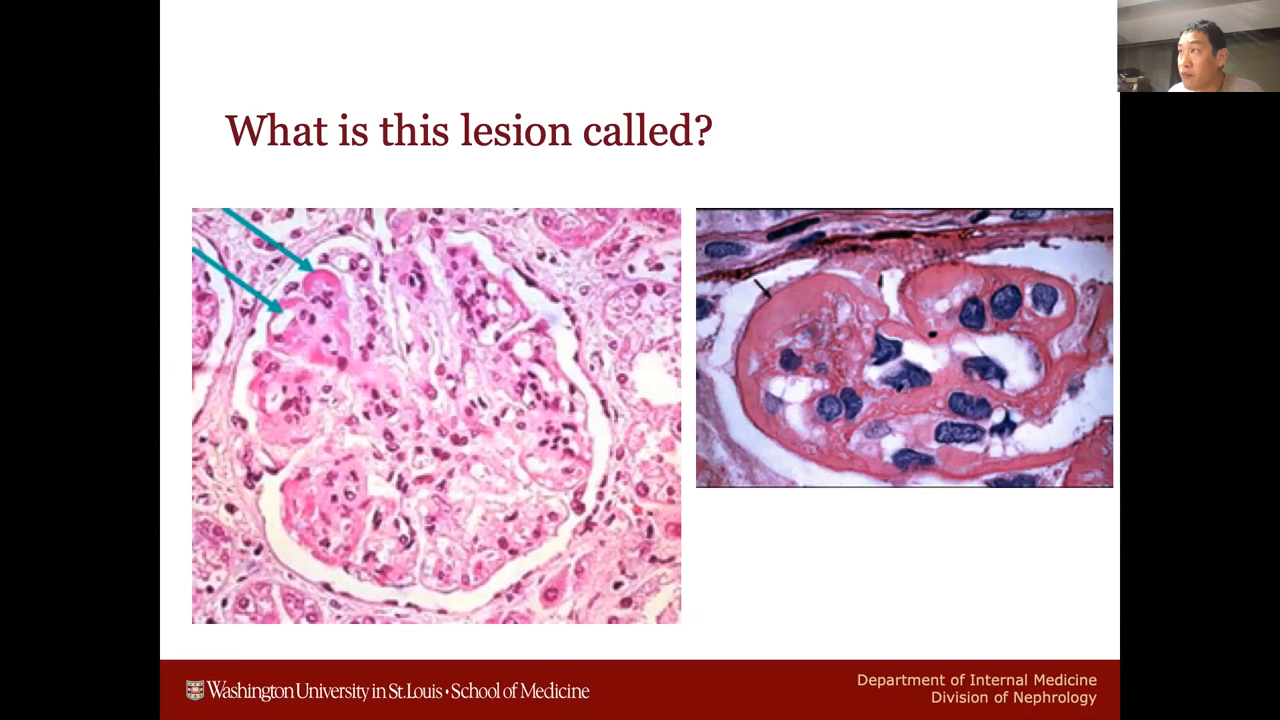 What is this lesion called?
Washington University in St. Louis • School of Medicine
Department of Internal Medicine
Division of Nephrology